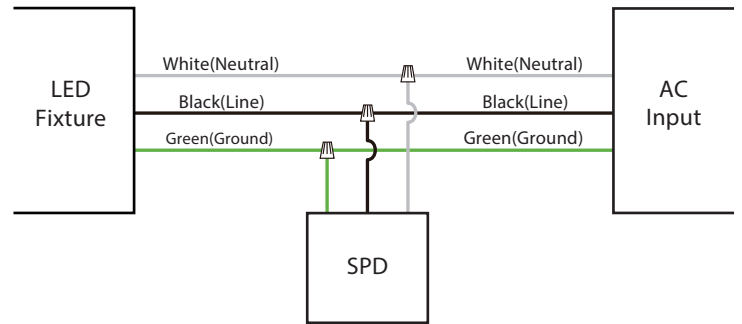 LED
Fixture
White(Neutral)
White(Neutral)
Black(Line)
Black(Line)
Green(Ground)
Green(Ground)
AC
Input
SPD